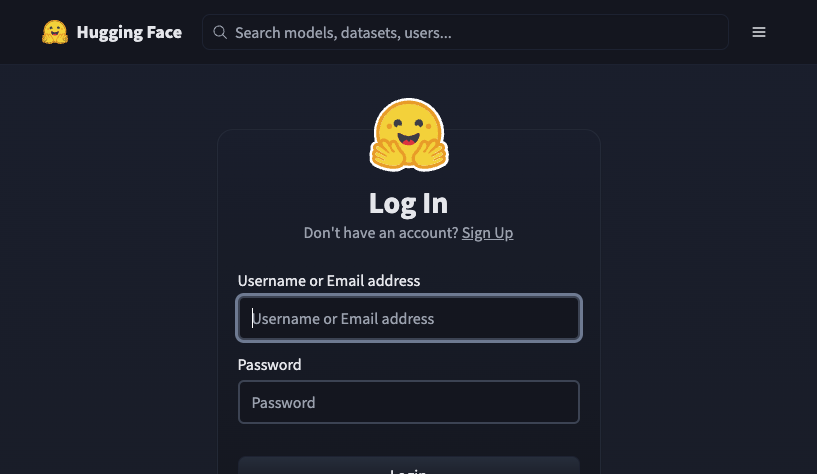 Hugging Face
Search models, datasets, users...
Log In
Don't have an account? Sign Up
Username or Email address
Username or Email address
Password
Password
Login